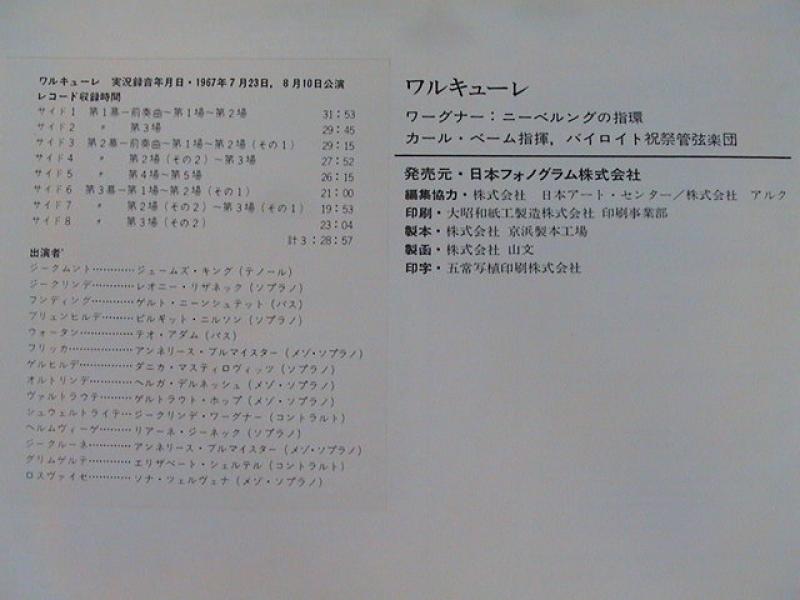 ワルキューレ 実況録音年月日・1967年7月23日, 8月10日公演
レコード収録時間
サイド1 第1幕—前奏曲〜第1場〜第2場 31:53
サイド2 〃 第3場 29:45
サイド3 第2幕—前奏曲〜第1場〜第2場(その1) 29:15
サイド4 〃 第2場(その2)〜第3場 27:52
サイド5 〃 第4場〜第5場 26:15
サイド6 第3幕—第1場〜第2場(その1) 21:00
サイド7 〃 第2場(その2)〜第3場(その1) 19:53
サイド8 〃 第3場(その2) 23:04
計3:28:57
出演者
ジークムント…………ジェームズ・キング(テノール)
ジークリンデ…………レオニー・リザネック(ソプラノ)
フンディング…………ゲルト・ニーンシュテット(バス)
ブリュンヒルデ………ビルギット・ニルソン(ソプラノ)
ウォータン……………テオ・アダム(バス)
フリッカ………………アンネリース・ブルマイスター(メゾ・ソプラノ)
ゲルヒルデ……………ダニカ・マスティロヴィッツ(ソプラノ)
オルトリンデ…………ヘルガ・デルネッシュ(メゾ・ソプラノ)
ヴァルトラウテ………ゲルトラウト・ホップ(メゾ・ソプラノ)
シュウェルトライテ…ジークリンデ・ワーグナー(コントラルト)
ヘルムヴィーゲ………リアーネ・ジーネック(ソプラノ)
ジークルーネ…………アンネリース・ブルマイスター(メゾ・ソプラノ)
グリムゲルテ…………エリザベート・シェルテル(コントラルト)
ロスヴァイセ…………ソナ・ツェルヴェナ(メゾ・ソプラノ)
ワルキューレ
ワーグナー:ニーベルングの指環
カール・ベーム指揮, バイロイト祝祭管弦楽団
発売元・日本フォノグラム株式会社
編集協力・株式会社 日本アート・センター/株式会社 アルク
印刷・大昭和紙工製造株式会社 印刷事業部
製本・株式会社 京浜製本工場
製函・株式会社 山文
印字・五常写植印刷株式会社